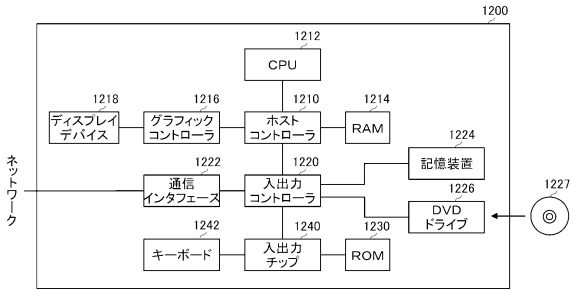 1200
1212
CPU
1218
ディスプレイ
デバイス
1216
グラフィック
コントローラ
1210
ホスト
コントローラ
1214
RAM
ネットワーク
1222
通信
インタフェース
1220
入出力
コントローラ
1224
記憶装置
1226
DVD
ドライブ
1227
1242
キーボード
1240
入出力
チップ
1230
ROM